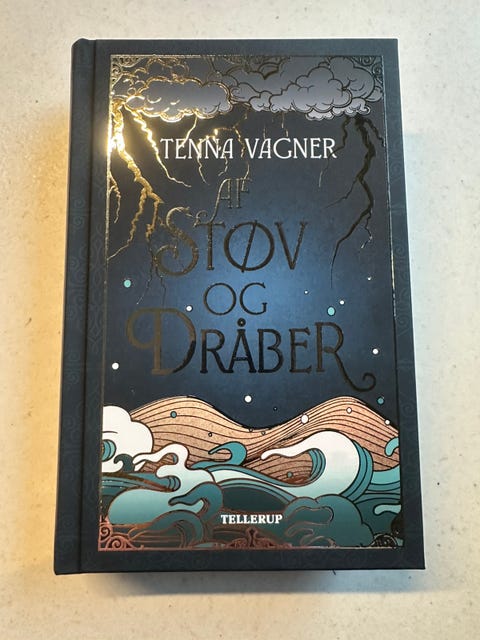 TENNA VAGNER
AF
STØV
OG
DRÅBER
TELLERUP